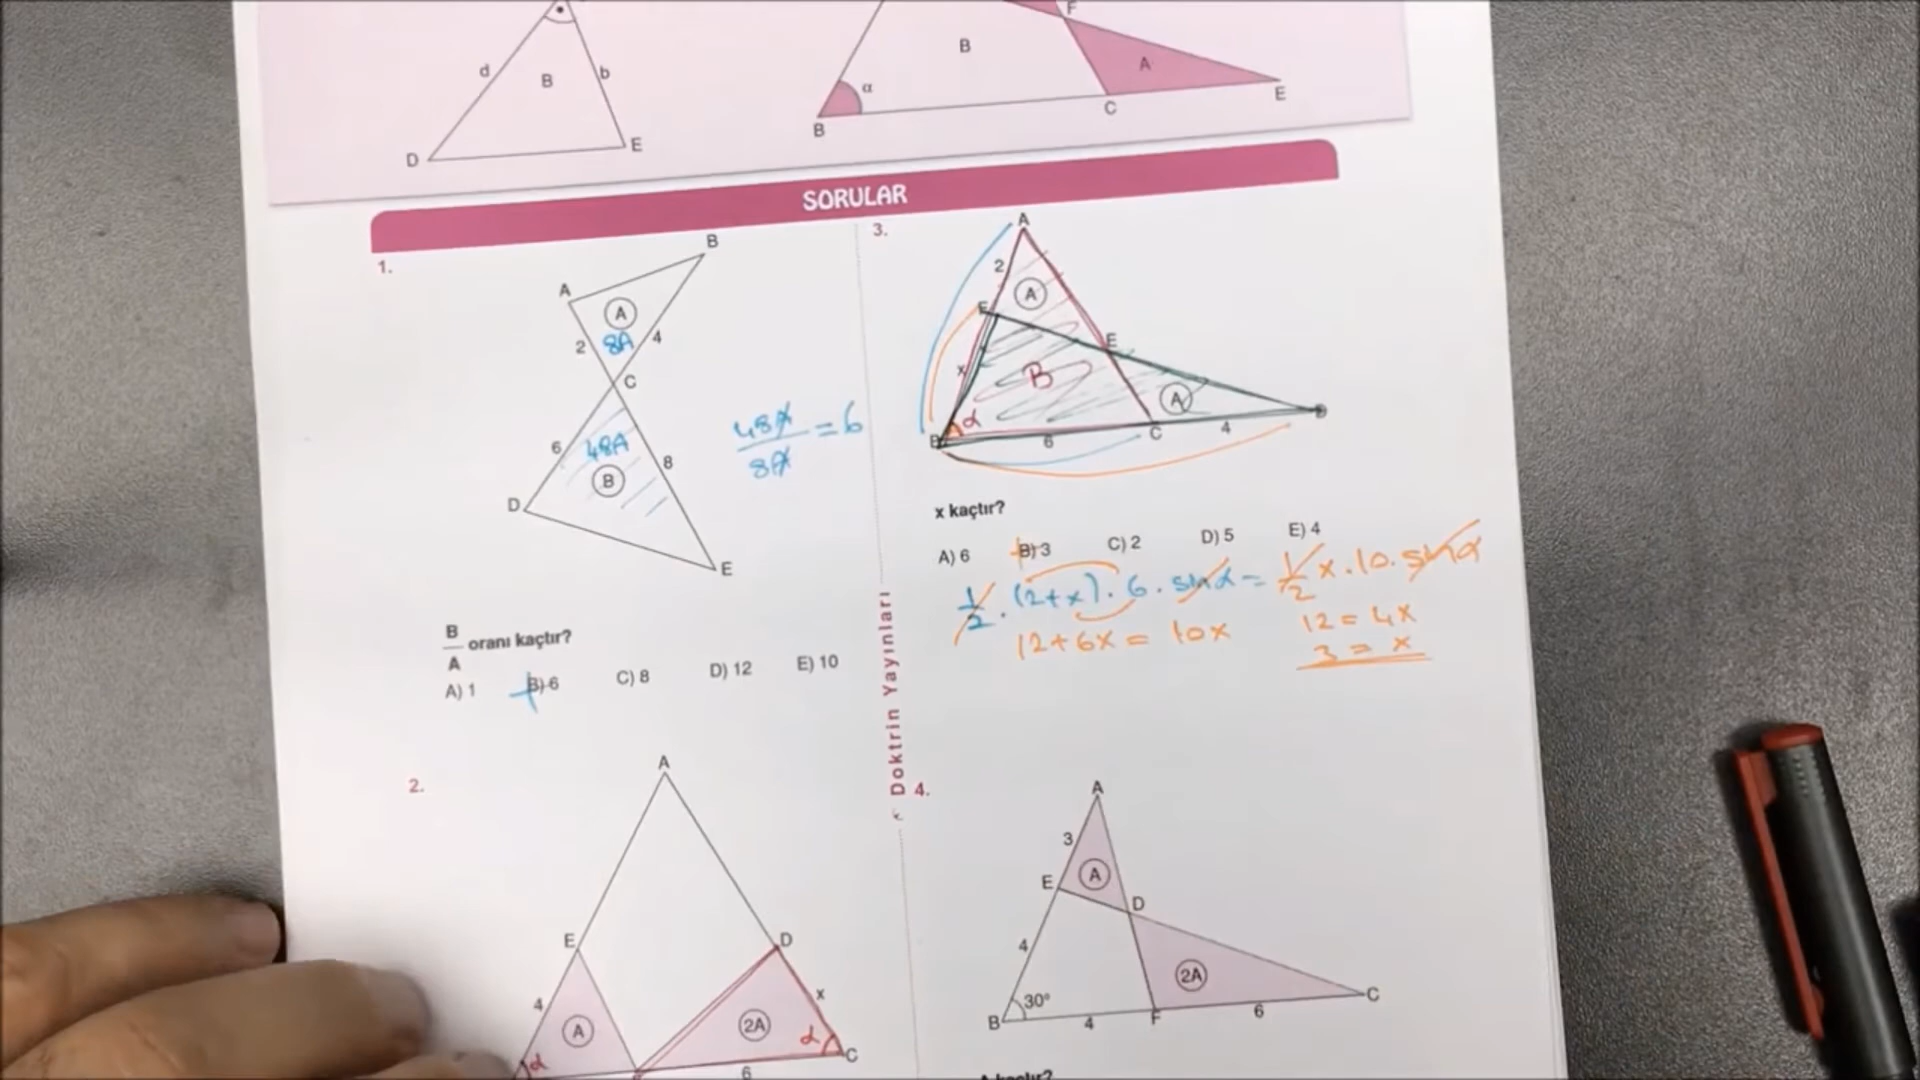 d
B
b
D
E
F
B
A
α
B
C
E
SORULAR
1.
B
A
A
8A
2
4
C
6
48A
8
B
D
E
48A
8A
= 6
B
A
oranı kaçtır?
A) 1
B) 6
C) 8
D) 12
E) 10
2.
A
E
D
4
x
A
2A
α
α
C
6
Doktrin Yayınları
3.
A
2
A
E
E
x
B
A
α
B
6
C
4
D
x kaçtır?
A) 6
B) 3
C) 2
D) 5
E) 4
1/2 . (2+x) . 6 . sinα = 1/2 x . 10 . sinα
12 + 6x = 10x
12 = 4x
3 = x
4.
A
3
E
A
D
4
2A
30°
B
4
F
6
C
kaçtır?